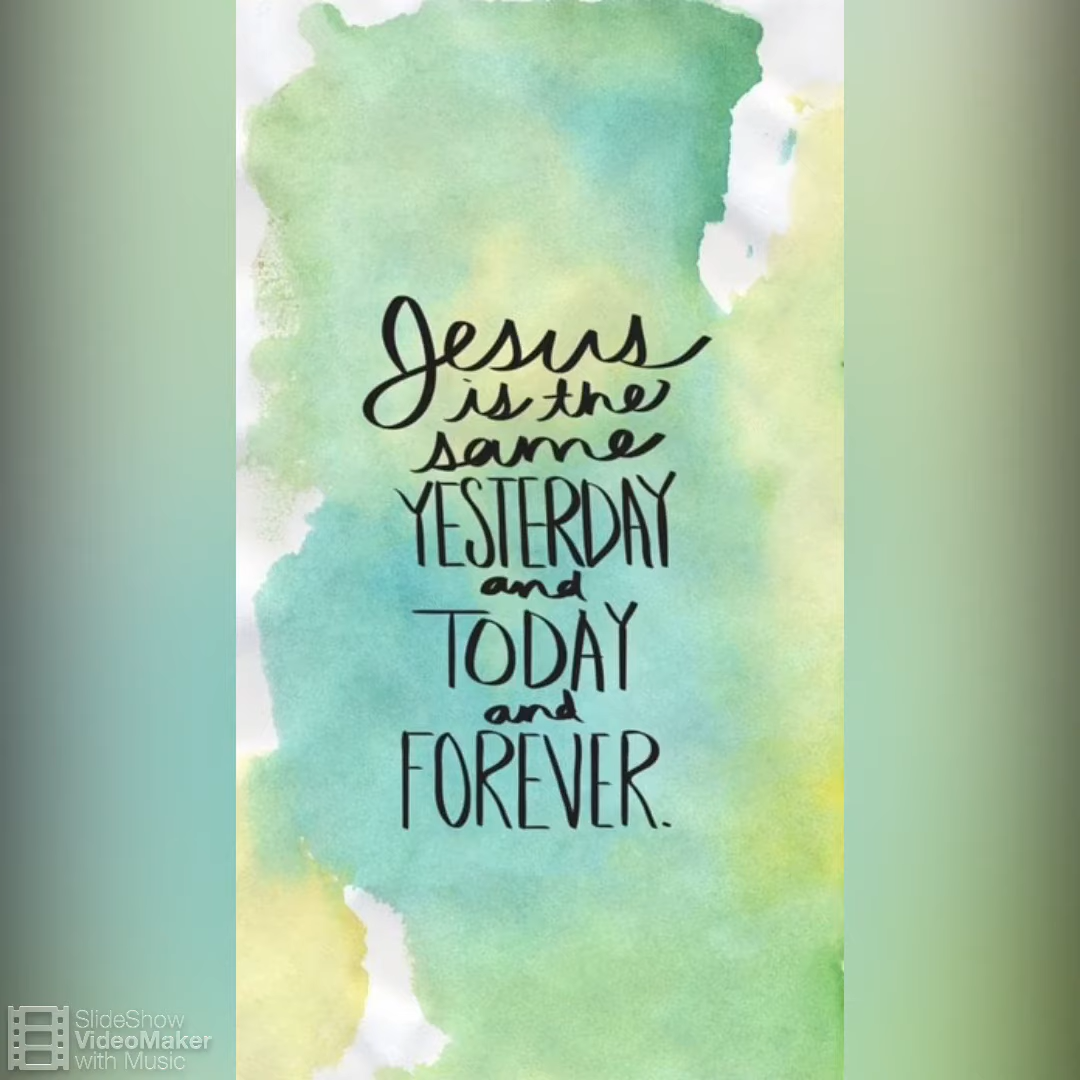 Jesus
is the
same
YESTERDAY
and
TODAY
and
FOREVER.
SlideShow
VideoMaker
with Music